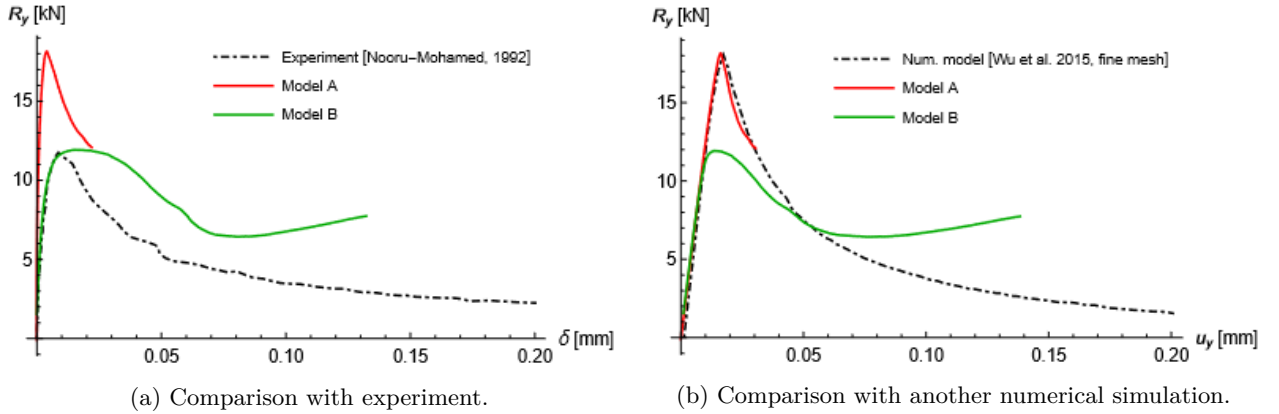 R_y [kN]
Experiment [Nooru-Mohamed, 1992]
Model A
Model B
15
10
5
0.05
0.10
0.15
0.20
δ [mm]
(a) Comparison with experiment.
R_y [kN]
Num. model [Wu et al. 2015, fine mesh]
Model A
Model B
15
10
5
0.05
0.10
0.15
0.20
u_y [mm]
(b) Comparison with another numerical simulation.